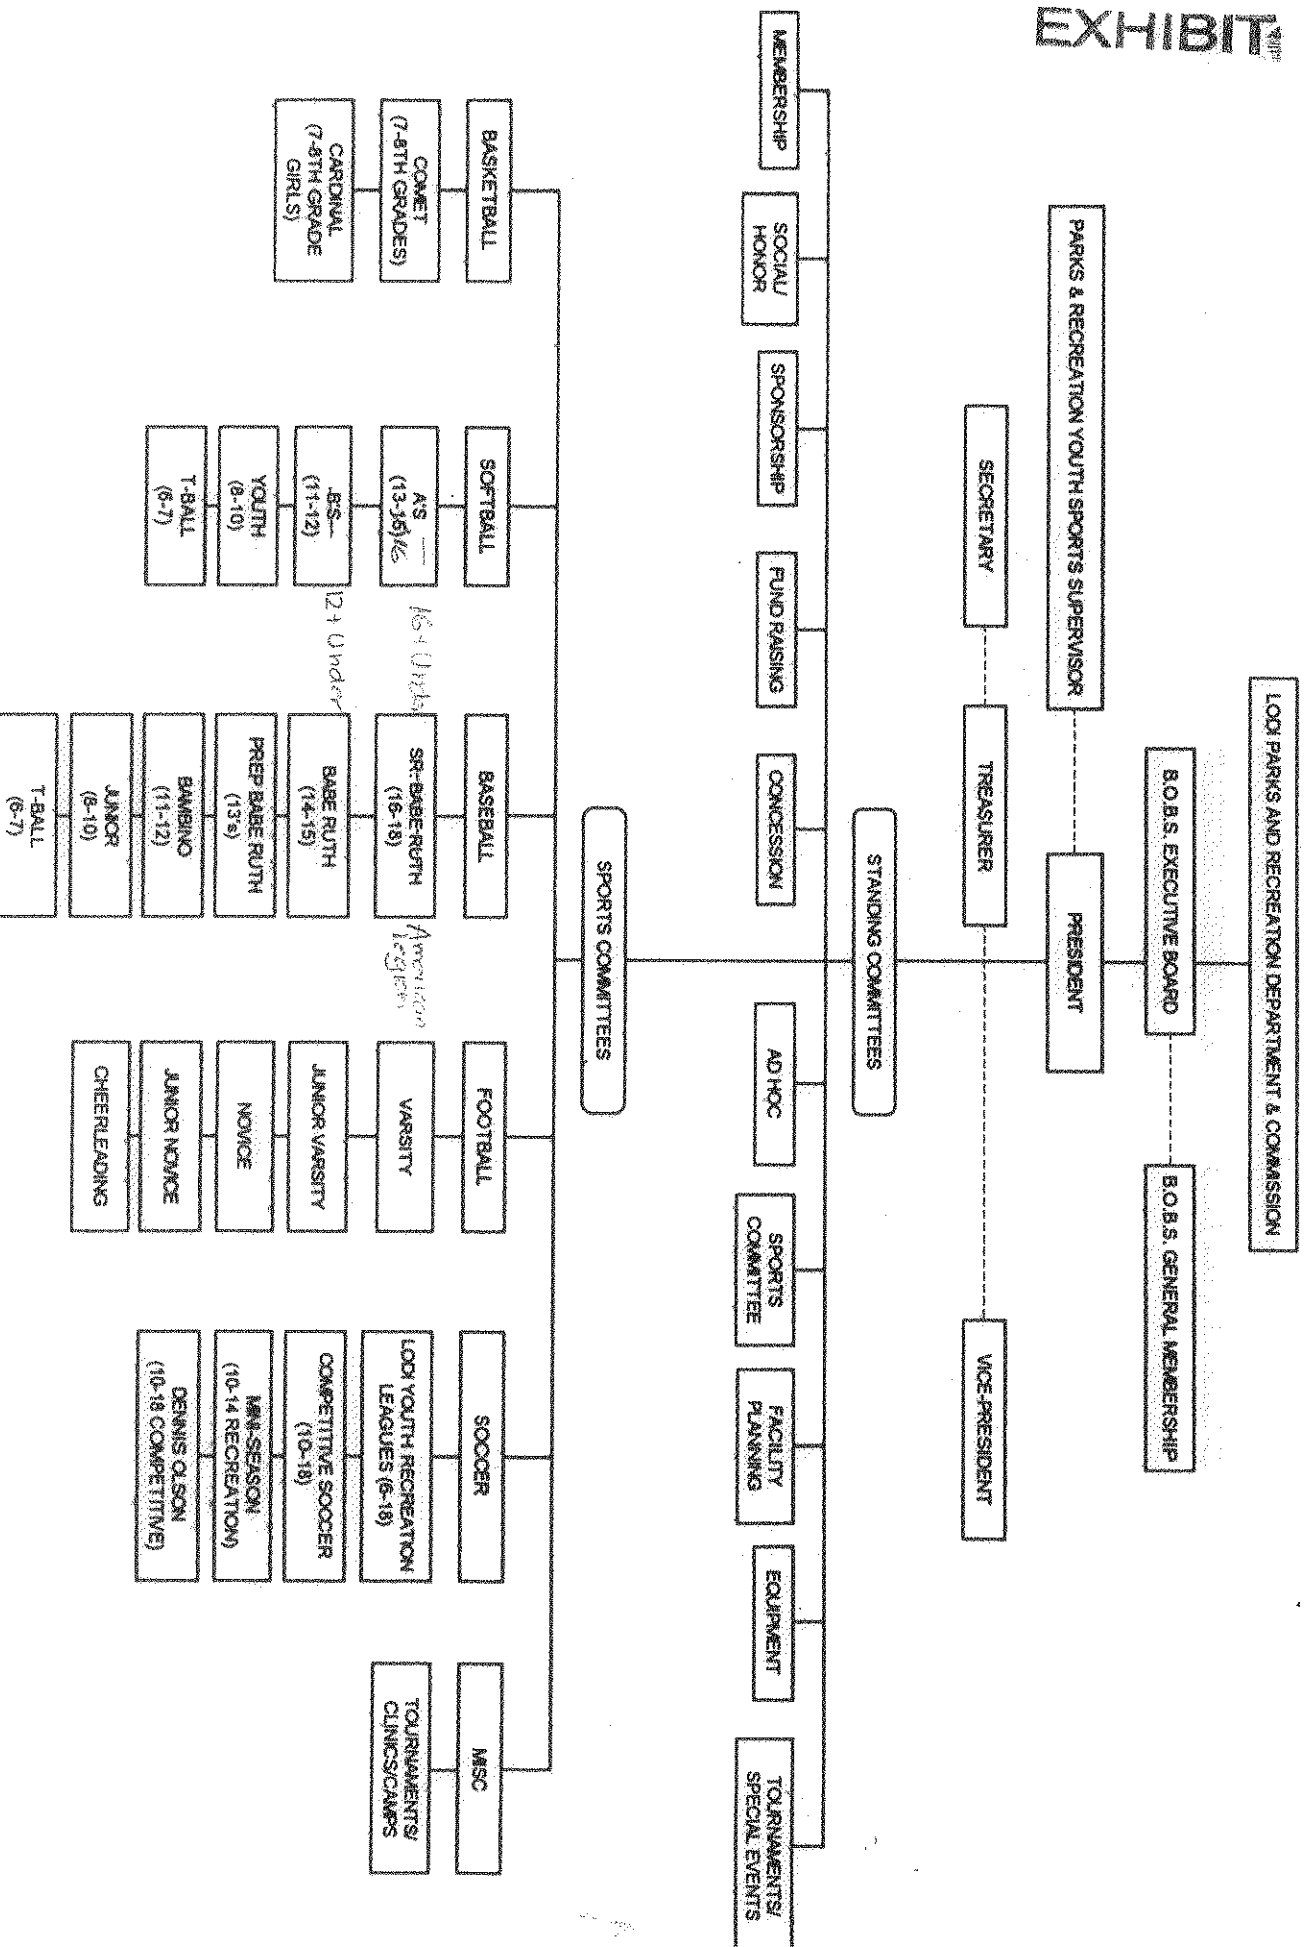 EXHIBIT
LODI PARKS AND RECREATION DEPARTMENT & COMMISSION
B.O.B.S. EXECUTIVE BOARD
B.O.B.S. GENERAL MEMBERSHIP
PARKS & RECREATION YOUTH SPORTS SUPERVISOR
PRESIDENT
SECRETARY
TREASURER
VICE-PRESIDENT
STANDING COMMITTEES
MEMBERSHIP
SOCIAL/
HONOR
SPONSORSHIP
FUND RAISING
CONCESSION
AD HOC
SPORTS
COMMITTEE
FACILITY
PLANNING
EQUIPMENT
TOURNAMENTS/
SPECIAL EVENTS
SPORTS COMMITTEES
BASKETBALL
COMET
(7-8TH GRADES)
CARDINAL
(7-8TH GRADE
GIRLS)
SOFTBALL
A'S
(13-15) 16
16 + Under
B'S
(11-12)
12 + Under
YOUTH
(8-10)
T-BALL
(6-7)
BASEBALL
SR. BABE RUTH
(16-18)
American
Legion
BABE RUTH
(14-15)
PREP BABE RUTH
(13's)
BAMBINO
(11-12)
JUNIOR
(8-10)
T-BALL
(6-7)
FOOTBALL
VARSITY
JUNIOR VARSITY
NOVICE
JUNIOR NOVICE
CHEERLEADING
SOCCER
LODI YOUTH RECREATION
LEAGUES (6-18)
COMPETITIVE SOCCER
(10-18)
MINI-SEASON
(10-14 RECREATION)
DENNIS OLSON
(10-18 COMPETITIVE)
MISC
TOURNAMENTS/
CLINICS/CAMPS